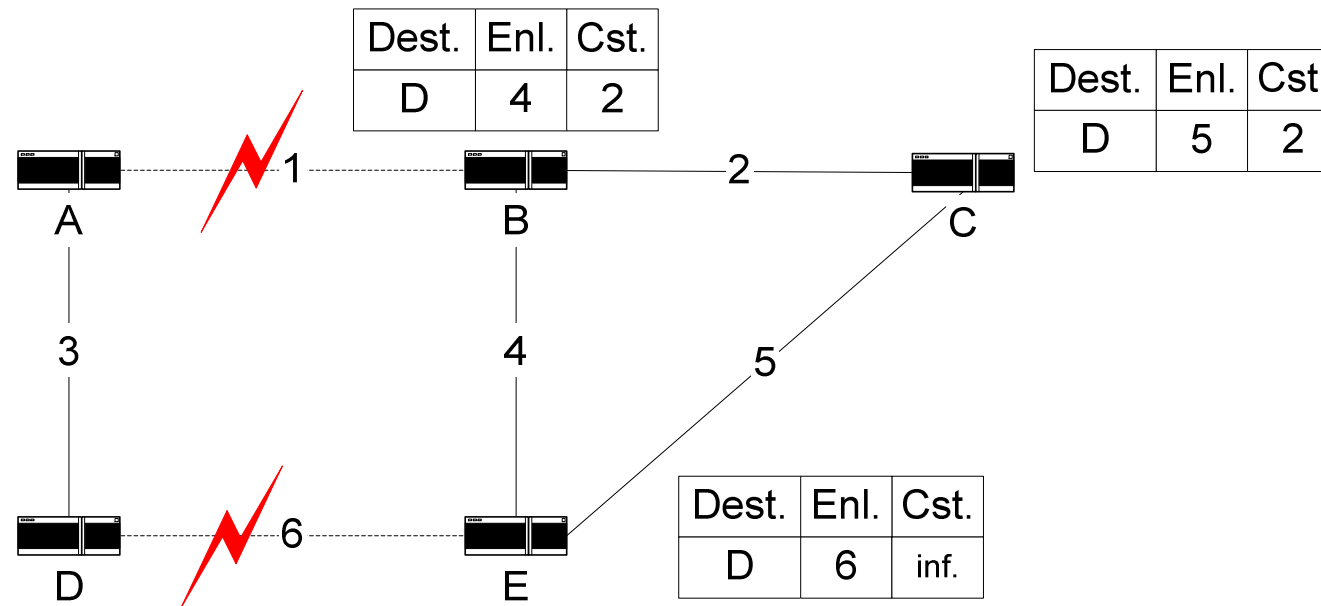 Dest. Enl. Cst.
D 4 2
Dest. Enl. Cst
D 5 2
1
2
A
B
C
3
4
5
6
Dest. Enl. Cst.
D 6 inf.
D
E